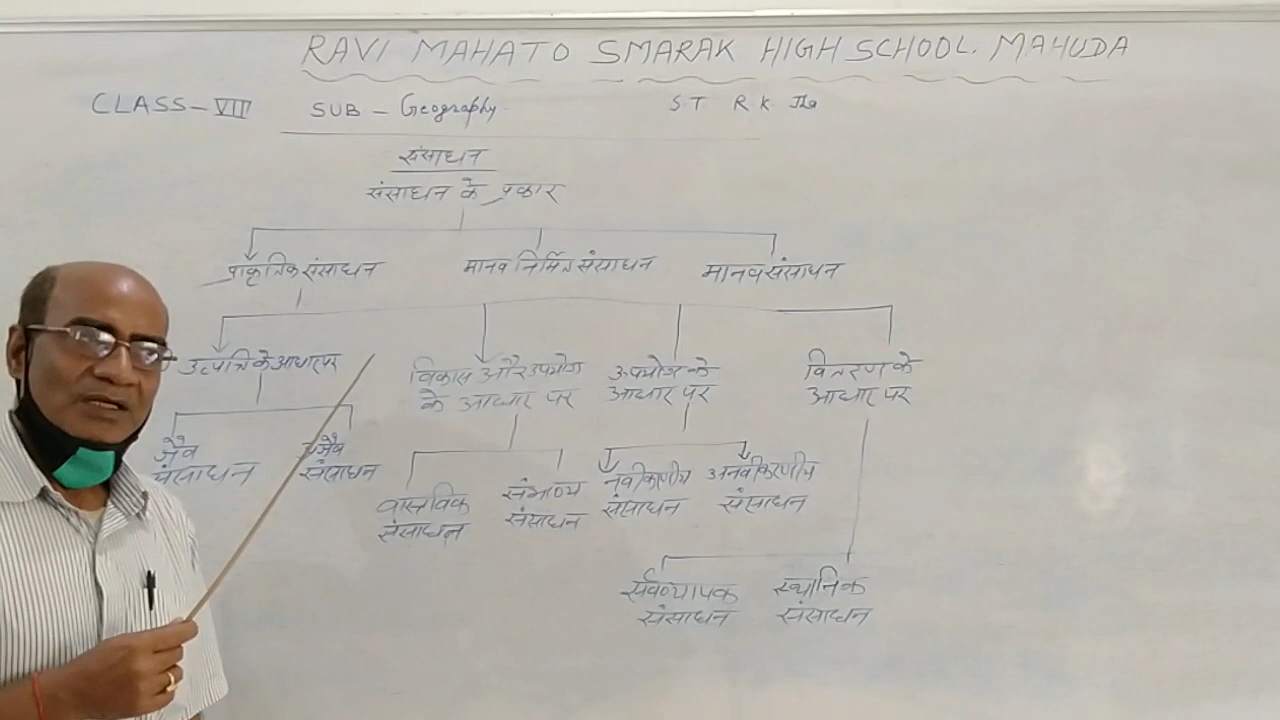 RAVI MAHATO SMARAK HIGH SCHOOL. MAHUDA
CLASS-VIII SUB - Geography S T R K Jha
संसाधन
संसाधन के प्रकार
प्राकृतिक संसाधन मानव निर्मित संसाधन मानव संसाधन
उत्पत्ति के आधार पर
विकास और उपयोग
के आधार पर
उपयोग के
आधार पर
वितरण के
आधार पर
जैव
संसाधन
अजैव
संसाधन
वास्तविक
संसाधन
संभाव्य
संसाधन
नवीकरणीय
संसाधन
अनवीकरणीय
संसाधन
सर्वव्यापक
संसाधन
स्थानिक
संसाधन